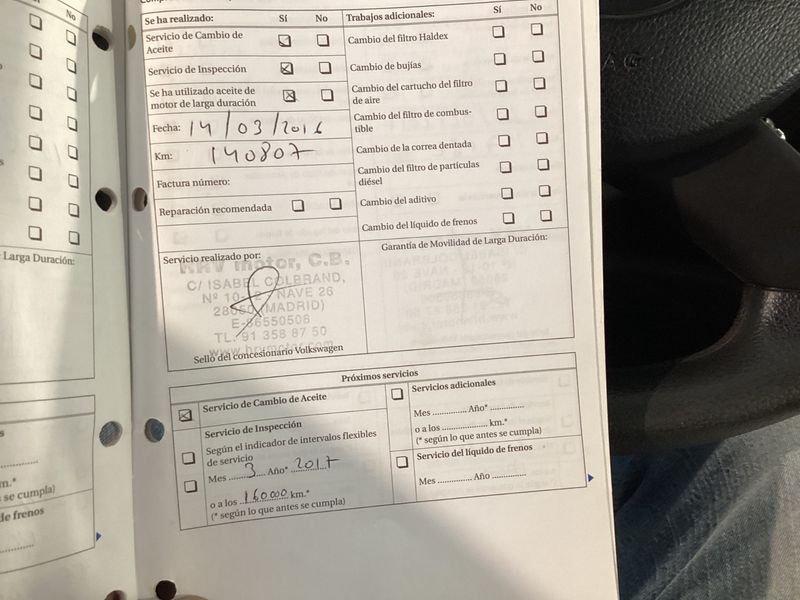 No
Larga Duración:
s
m.*
se cumpla)
de frenos
Se ha realizado: Sí No
Servicio de Cambio de
Aceite
Servicio de Inspección
Se ha utilizado aceite de
motor de larga duración
Fecha: 14/03/2016
Km: 140807
Factura número:
Reparación recomendada
Servicio realizado por:
motor, C.B.
C/ ISABEL COLBRAND,
Nº 10-12 NAVE 26
28050 (MADRID)
E-86550506
TL. 91 358 87 50
Sello del concesionario Volkswagen
Trabajos adicionales: Sí No
Cambio del filtro Haldex
Cambio de bujías
Cambio del cartucho del filtro
de aire
Cambio del filtro de combus-
tible
Cambio de la correa dentada
Cambio del filtro de partículas
diésel
Cambio del aditivo
Cambio del líquido de frenos
Garantía de Movilidad de Larga Duración:
Próximos servicios
Servicio de Cambio de Aceite
Servicio de Inspección
Según el indicador de intervalos flexibles
de servicio
Mes ..........3.... Año* ..2017..
o a los ..160000.. km.*
(* según lo que antes se cumpla)
Servicios adicionales
Mes .............. Año* ..............
o a los ................... km.*
(* según lo que antes se cumpla)
Servicio del líquido de frenos
Mes .............. Año ..............
AG